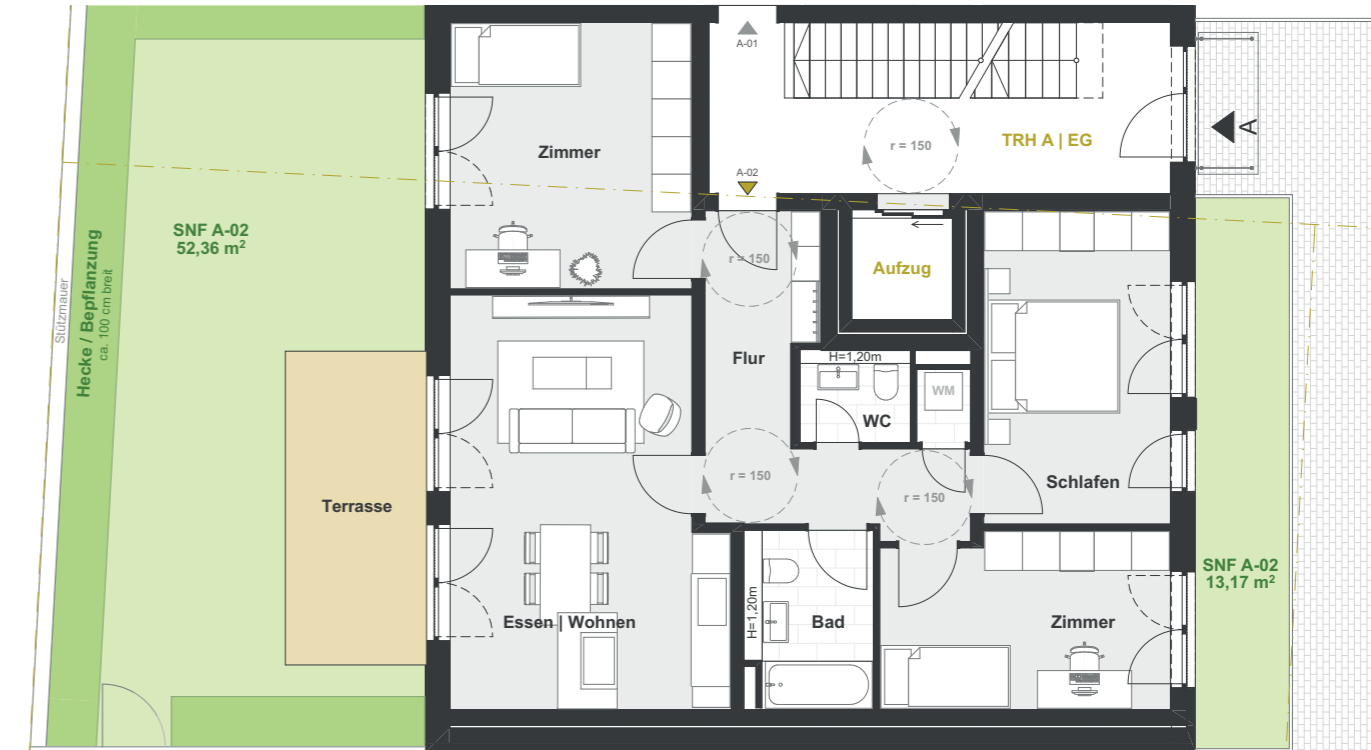 A-01
A
r = 150
TRH A | EG
Zimmer
A-02
SNF A-02
52,36 m²
Hecke / Bepflanzung
ca. 100 cm breit
Stützmauer
r = 150
Aufzug
Flur
H=1,20m
WM
WC
r = 150
r = 150
Schlafen
Terrasse
SNF A-02
13,17 m²
H=1,20m
Essen | Wohnen
Bad
Zimmer